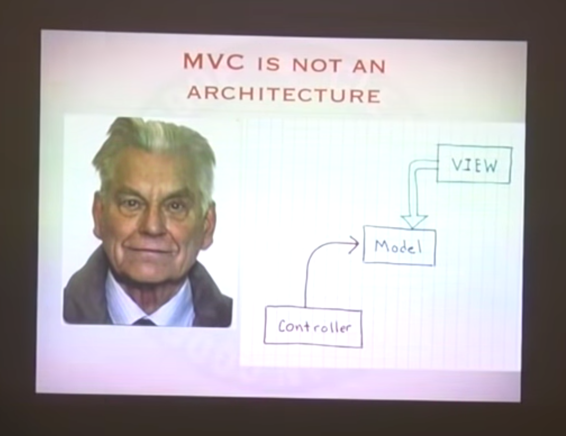 MVC IS NOT AN
ARCHITECTURE
VIEW
Model
Controller